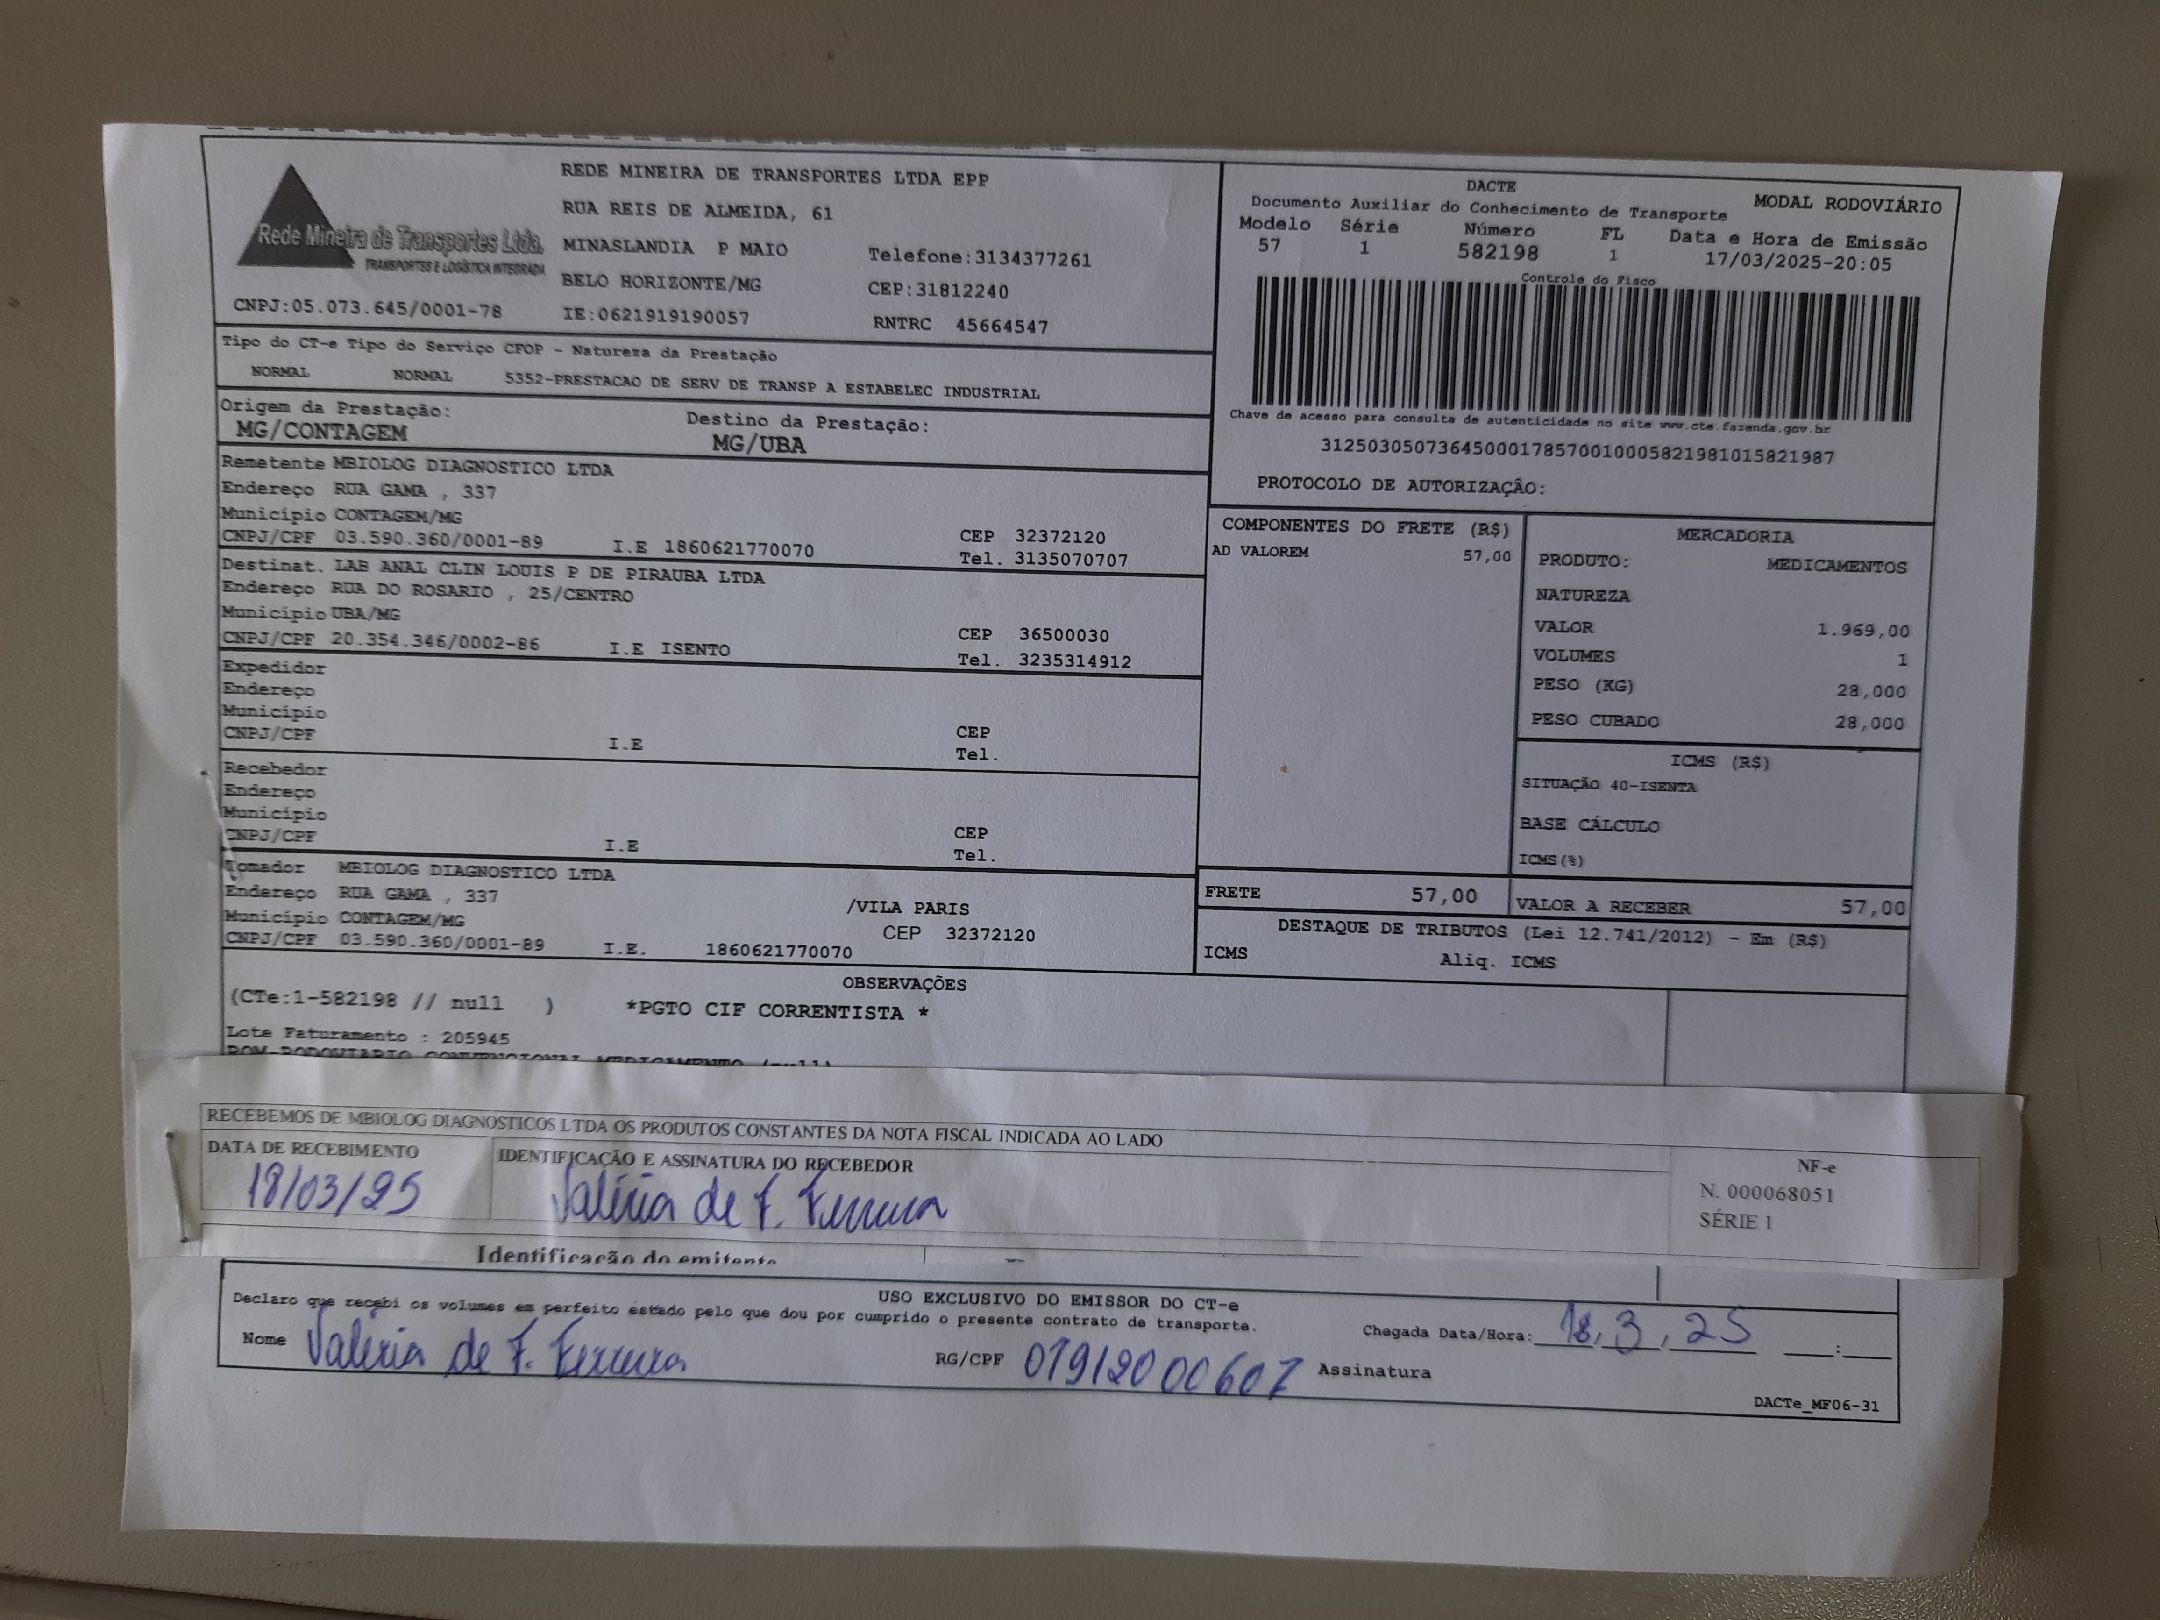 REDE MINEIRA DE TRANSPORTES LTDA EPP
RUA REIS DE ALMEIDA, 61
Rede Mineira de Transportes Ltda.
TRANSPORTES E LOGÍSTICA INTEGRADA
MINASLANDIA P MAIO Telefone:3134377261
BELO HORIZONTE/MG CEP:31812240
CNPJ:05.073.645/0001-78 IE:0621919190057 RNTRC 45664547
DACTE MODAL RODOVIÁRIO
Documento Auxiliar do Conhecimento de Transporte
Modelo Série Número FL Data e Hora de Emissão
57 1 582198 1 17/03/2025-20:05
Controle do Fisco
Chave de acesso para consulta de autenticidade no site www.cte.fazenda.gov.br
31250305073645000178570010005821981015821987
PROTOCOLO DE AUTORIZAÇÃO:
Tipo do CT-e Tipo do Serviço CFOP - Natureza da Prestação
NORMAL NORMAL 5352-PRESTACAO DE SERV DE TRANSP A ESTABELEC INDUSTRIAL
Origem da Prestação: Destino da Prestação:
MG/CONTAGEM MG/UBA
Remetente MBIOLOG DIAGNOSTICO LTDA
Endereço RUA GAMA , 337
Município CONTAGEM/MG CEP 32372120
CNPJ/CPF 03.590.360/0001-89 I.E 1860621770070 Tel. 3135070707
Destinat. LAB ANAL CLIN LOUIS P DE PIRAUBA LTDA
Endereço RUA DO ROSARIO , 25/CENTRO
Município UBA/MG CEP 36500030
CNPJ/CPF 20.354.346/0002-86 I.E ISENTO Tel. 3235314912
Expedidor
Endereço
Município CEP
CNPJ/CPF I.E Tel.
Recebedor
Endereço
Município CEP
CNPJ/CPF I.E Tel.
Tomador MBIOLOG DIAGNOSTICO LTDA
Endereço RUA GAMA , 337 /VILA PARIS
Município CONTAGEM/MG CEP 32372120
CNPJ/CPF 03.590.360/0001-89 I.E. 1860621770070
COMPONENTES DO FRETE (R$)
AD VALOREM 57,00
MERCADORIA
PRODUTO: MEDICAMENTOS
NATUREZA
VALOR 1.969,00
VOLUMES 1
PESO (KG) 28,000
PESO CUBADO 28,000
ICMS (R$)
SITUAÇÃO 40-ISENTA
BASE CÁLCULO
ICMS(%)
FRETE 57,00 VALOR A RECEBER 57,00
DESTAQUE DE TRIBUTOS (Lei 12.741/2012) - Em (R$)
ICMS Aliq. ICMS
OBSERVAÇÕES
(CTe:1-582198 // null ) *PGTO CIF CORRENTISTA *
Lote Faturamento : 205945
ROM-RODOVIARIO CONVENCIONAL MEDICAMENTO (null)
RECEBEMOS DE MBIOLOG DIAGNOSTICOS LTDA OS PRODUTOS CONSTANTES DA NOTA FISCAL INDICADA AO LADO
DATA DE RECEBIMENTO IDENTIFICAÇÃO E ASSINATURA DO RECEBEDOR
18/03/25 Valéria de F. Ferreira
NF-e
N. 000068051
SÉRIE 1
Identificação do emitente
USO EXCLUSIVO DO EMISSOR DO CT-e
Declaro que recebi os volumes em perfeito estado pelo que dou por cumprido o presente contrato de transporte.
Nome Valéria de F. Ferreira RG/CPF 07912000607 Assinatura
Chegada Data/Hora: 18, 3, 25 :
DACTe_MF06-31